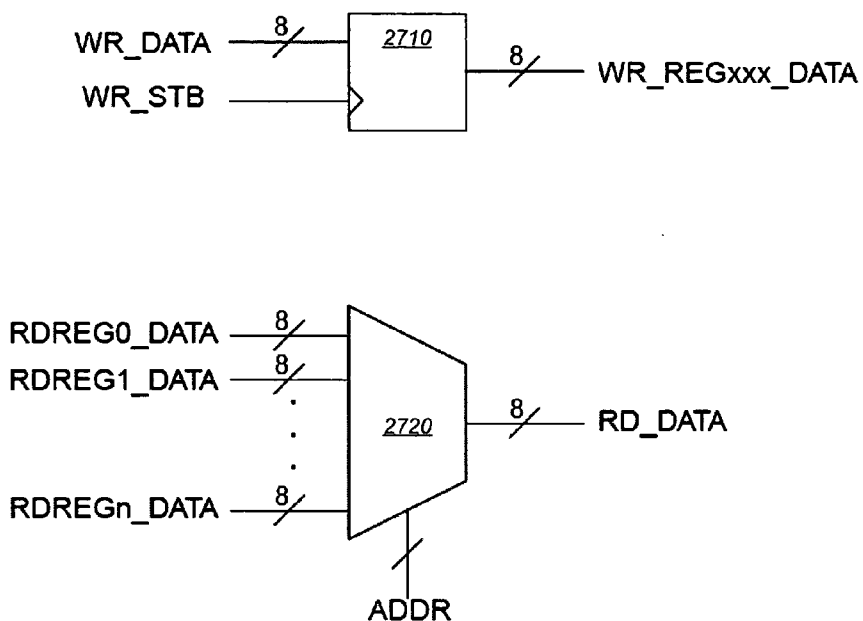 WR_DATA 8 2710 8 WR_REGxxx_DATA
WR_STB
RDREG0_DATA 8
RDREG1_DATA 8
2720 8 RD_DATA
RDREGn_DATA 8
ADDR